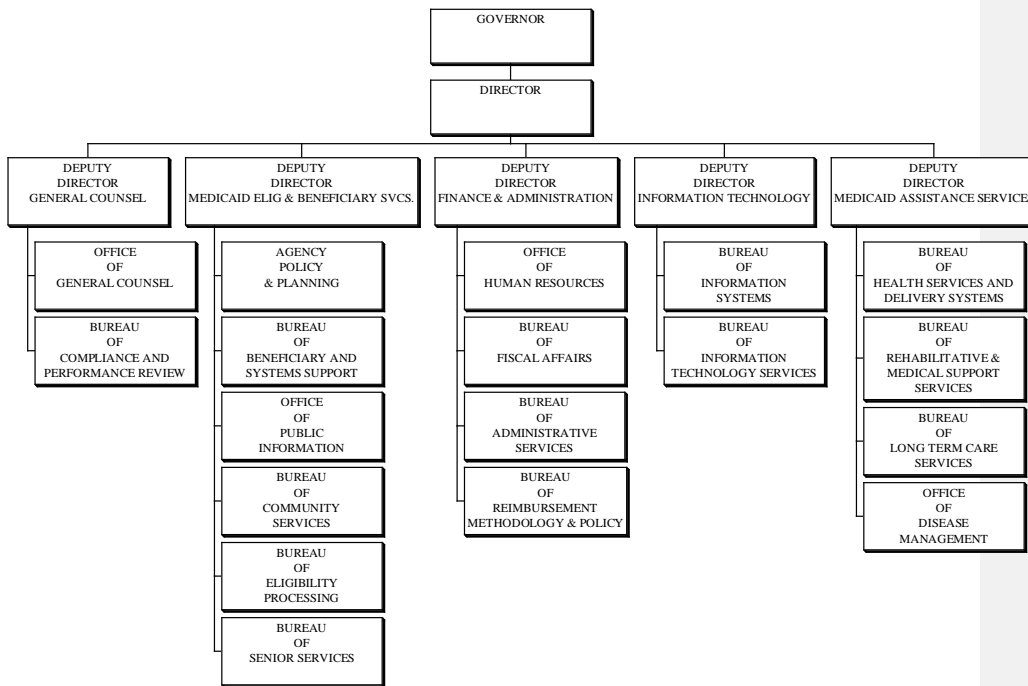 GOVERNOR
DIRECTOR
DEPUTY
DIRECTOR
GENERAL COUNSEL
DEPUTY
DIRECTOR
MEDICAID ELIG & BENEFICIARY SVCS.
DEPUTY
DIRECTOR
FINANCE & ADMINISTRATION
DEPUTY
DIRECTOR
INFORMATION TECHNOLOGY
DEPUTY
DIRECTOR
MEDICAID ASSISTANCE SERVICE
OFFICE
OF
GENERAL COUNSEL
BUREAU
OF
COMPLIANCE AND
PERFORMANCE REVIEW
AGENCY
POLICY
& PLANNING
BUREAU
OF
BENEFICIARY AND
SYSTEMS SUPPORT
OFFICE
OF
PUBLIC
INFORMATION
BUREAU
OF
COMMUNITY
SERVICES
BUREAU
OF
ELIGIBILITY
PROCESSING
BUREAU
OF
SENIOR SERVICES
OFFICE
OF
HUMAN RESOURCES
BUREAU
OF
FISCAL AFFAIRS
BUREAU
OF
ADMINISTRATIVE
SERVICES
BUREAU
OF
REIMBURSEMENT
METHODOLOGY & POLICY
BUREAU
OF
INFORMATION
SYSTEMS
BUREAU
OF
INFORMATION
TECHNOLOGY SERVICES
BUREAU
OF
HEALTH SERVICES AND
DELIVERY SYSTEMS
BUREAU
OF
REHABILITATIVE &
MEDICAL SUPPORT
SERVICES
BUREAU
OF
LONG TERM CARE
SERVICES
OFFICE
OF
DISEASE
MANAGEMENT